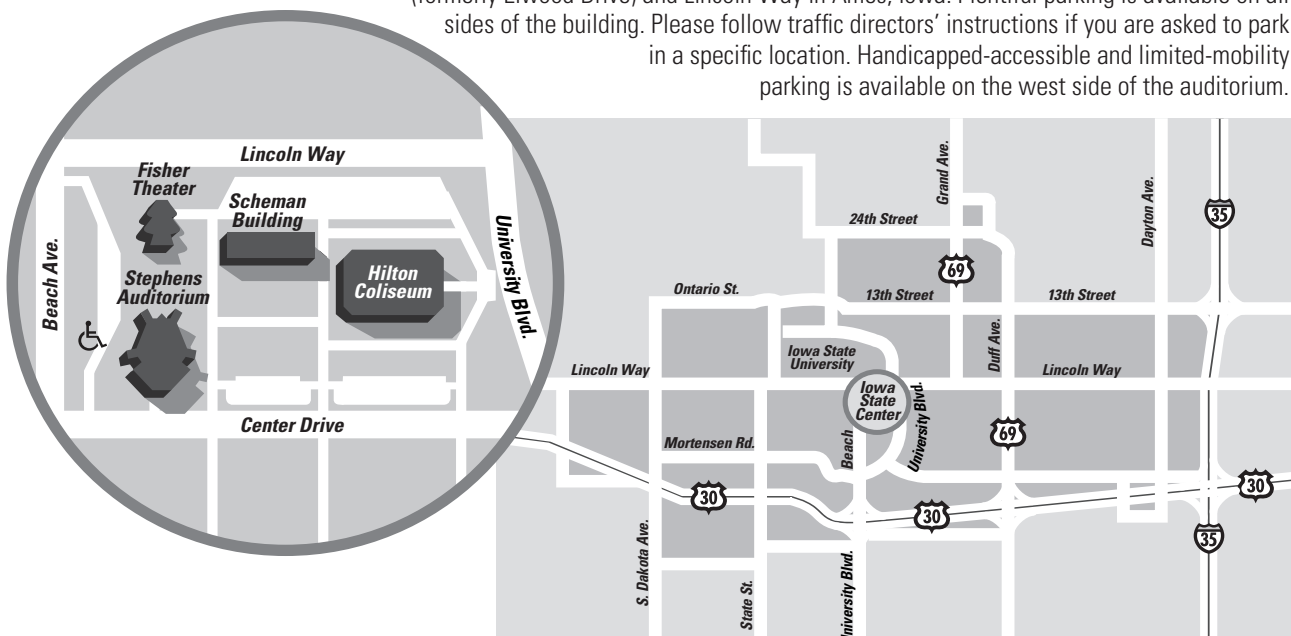 (formerly Elwood Drive) and Lincoln Way in Ames, Iowa. Plentiful parking is available on all
sides of the building. Please follow traffic directors’ instructions if you are asked to park
in a specific location. Handicapped-accessible and limited-mobility
parking is available on the west side of the auditorium.
Lincoln Way
Fisher
Theater
Scheman
Building
Beach Ave.
Stephens
Auditorium
Hilton
Coliseum
University Blvd.
Center Drive
Grand Ave.
Dayton Ave.
35
24th Street
69
Ontario St.
13th Street
13th Street
Duff Ave.
Iowa State
University
Lincoln Way
Lincoln Way
Iowa
State
Center
University Blvd.
Beach
69
Mortensen Rd.
30
30
30
35
S. Dakota Ave.
State St.
University Blvd.